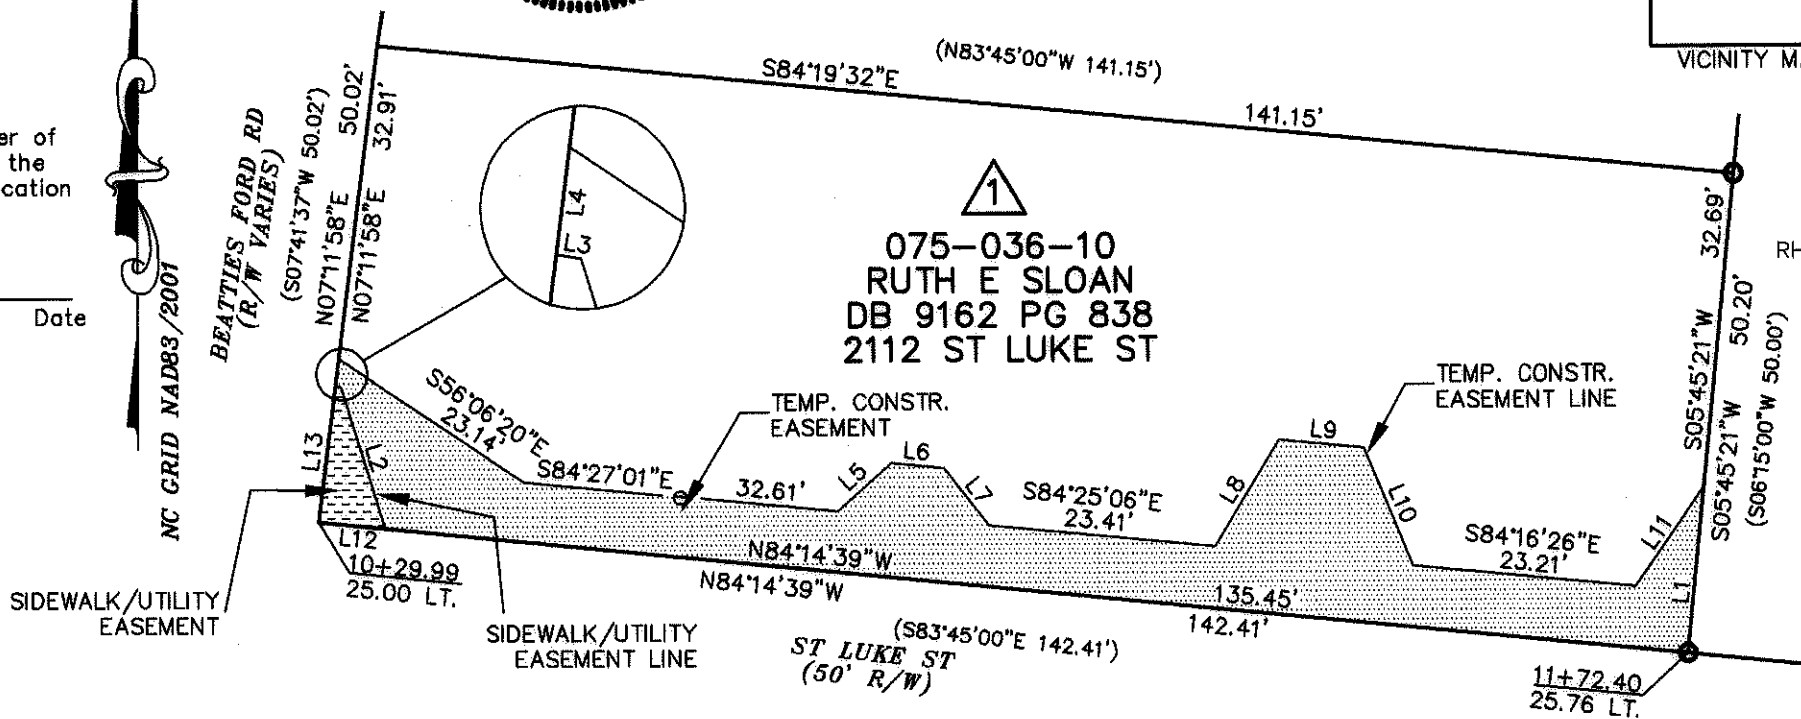 VICINITY M
er of
the
cation
Date
NC GRID NAD83/2001
BEATTIES FORD RD
(R/W VARIES)
(S07°41'37"W 50.02')
N07°11'58"E 50.02'
N07°11'58"E 32.91'
S84°19'32"E
(N83°45'00"W 141.15')
141.15'
L4
L3
1
075-036-10
RUTH E SLOAN
DB 9162 PG 838
2112 ST LUKE ST
32.69'
S05°45'21"W
S05°45'21"W 50.20'
(S06°15'00"W 50.00')
RH
TEMP. CONSTR.
EASEMENT LINE
TEMP. CONSTR.
EASEMENT
S56°06'20"E
23.14'
S84°27'01"E
32.61'
L5
L6
L7
S84°25'06"E
23.41'
L8
L9
L10
S84°16'26"E
23.21'
L11
L1
L13
L2
L12
10+29.99
25.00 LT.
N84°14'39"W
135.45'
N84°14'39"W
142.41'
(S83°45'00"E 142.41')
ST LUKE ST
(50' R/W)
SIDEWALK/UTILITY
EASEMENT
SIDEWALK/UTILITY
EASEMENT LINE
11+72.40
25.76 LT.